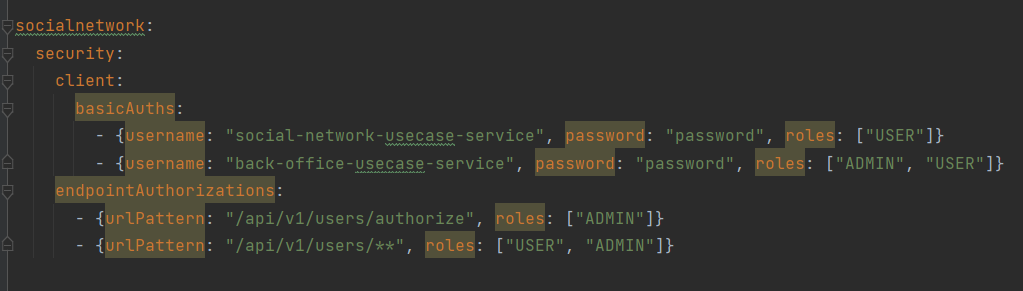 socialnetwork:
security:
client:
basicAuths:
- {username: "social-network-usecase-service", password: "password", roles: ["USER"]}
- {username: "back-office-usecase-service", password: "password", roles: ["ADMIN", "USER"]}
endpointAuthorizations:
- {urlPattern: "/api/v1/users/authorize", roles: ["ADMIN"]}
- {urlPattern: "/api/v1/users/**", roles: ["USER", "ADMIN"]}